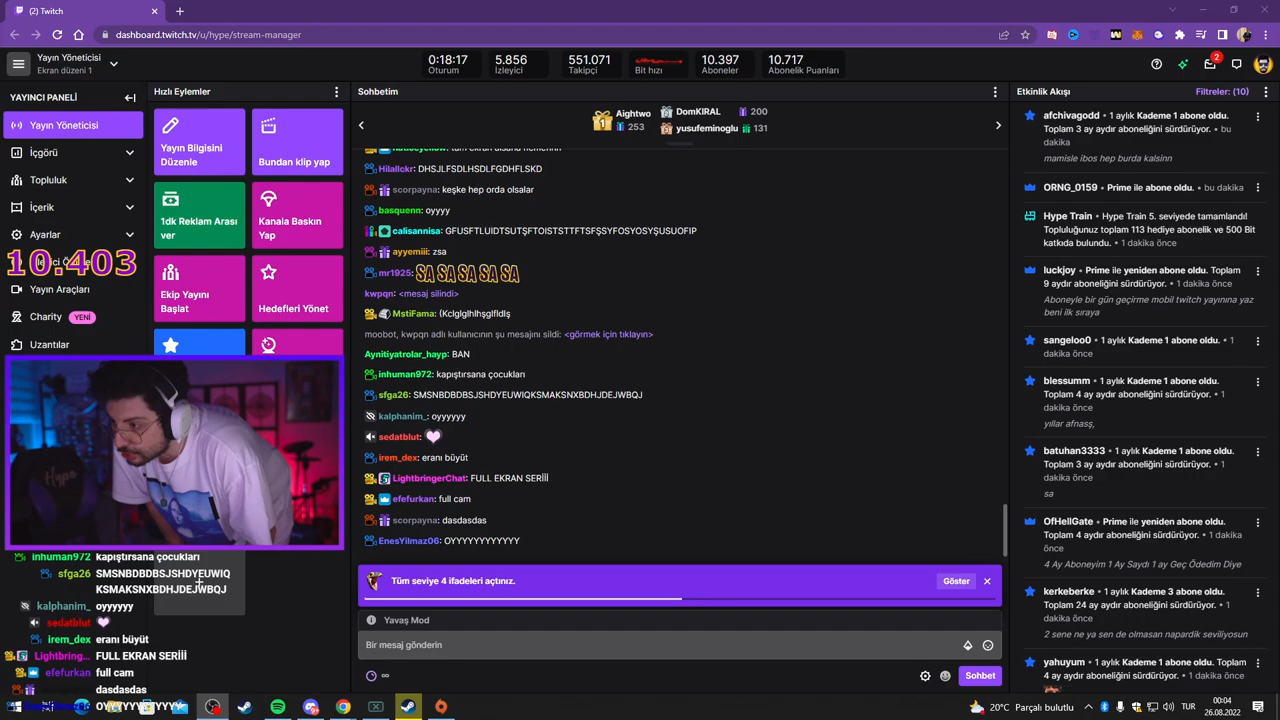 (2) Twitch
dashboard.twitch.tv/u/hype/stream-manager
Yayın Yöneticisi
Ekran düzeni 1
0:18:17
Oturum
5.856
İzleyici
551.071
Takipçi
Bit hızı
10.397
Aboneler
10.717
Abonelik Puanları
2
YAYINCI PANELİ
Yayın Yöneticisi
İçgörü
Topluluk
İçerik
Ayarlar
10.403
Yayın Araçları
Charity YENİ
Uzantılar
Hızlı Eylemler
Yayın Bilgisini
Düzenle
Bundan klip yap
1dk Reklam Arası
ver
Kanala Baskın
Yap
Ekip Yayını
Başlat
Hedefleri Yönet
Sohbetim
1 Aightwo
253
DomKIRAL 200
yusufeminoglu 131
Hilallckr: DHSJLFSDLHSDLFGDHFLSKD
scorpayna: keşke hep orda olsalar
basquenn: oyyyy
calisannisa: GFUSFTLUIDTSUTŞFTOISTSTTFTSFŞSYFOSYOSYŞUSUOFIP
ayyemiii: zsa
mr1925: SA SA SA SA SA
kwpqn: <mesaj silindi>
MstiFama: (Kclglglhlhşglfldlş
moobot, kwpqn adlı kullanıcının şu mesajını sildi: <görmek için tıklayın>
Aynitiyatrolar_hayp: BAN
inhuman972: kapıştırsana çocukları
sfga26: SMSNBDBDBSJSHDYEUWIQKSMAKSNXBDHJDEJWBQJ
kalphanim_: oyyyyyy
sedatblut:
irem_dex: eranı büyüt
LightbringerChat: FULL EKRAN SERİİİ
efefurkan: full cam
scorpayna: dasdasdas
EnesYilmaz06: OYYYYYYYYYYY
Tüm seviye 4 ifadeleri açtınız.
Göster
Yavaş Mod
Bir mesaj gönderin
Sohbet
Etkinlik Akışı
Filtreler: (10)
afchivagodd • 1 aylık Kademe 1 abone oldu.
Toplam 3 ay aydır aboneliğini sürdürüyor. • bu
dakika
mamisle ibos hep burda kalsinn
ORNG_0159 • Prime ile abone oldu. • bu dakika
Hype Train • Hype Train 5. seviyede tamamlandı!
Topluluğunuz toplam 113 hediye aboneliğe ve 500 Bit
katkıda bulundu. • 1 dakika önce
luckjoy • Prime ile yeniden abone oldu. Toplam
9 aydır aboneliğini sürdürüyor. • 1 dakika önce
Aboneyle bir gün geçirme mobil twitch yayınına yaz
beni ilk sıraya
sangeloo0 • 1 aylık Kademe 1 abone oldu. • 1
dakika önce
blessumm • 1 aylık Kademe 1 abone oldu.
Toplam 4 ay aydır aboneliğini sürdürüyor. • 1
dakika önce
yıllar afnasş,
batuhan3333 • 1 aylık Kademe 1 abone oldu.
Toplam 3 ay aydır aboneliğini sürdürüyor. • 1
dakika önce
sa
OfHellGate • Prime ile yeniden abone oldu.
Toplam 4 aydır aboneliğini sürdürüyor. • 1 dakika
önce
4 Ay Aboneyim 1 Ay Saydı 1 ay Geç Ödedim Diye
kerkeberke • 1 aylık Kademe 3 abone oldu.
Toplam 24 ay aydır aboneliğini sürdürüyor. • 1
dakika önce
2 sene ne ya sen de olmasan napardik seviliyosun
yahuyum • 1 aylık Kademe 1 abone oldu. Toplam
4 ay aydır aboneliğini sürdürüyor. • 1 dakika önce
inhuman972 kapıştırsana çocukları
sfga26 SMSNBDBDBSJSHDYEUWIQ
KSMAKSNXBDHJDEJWBQJ
kalphanim_ oyyyyyy
sedatblut
irem_dex eranı büyüt
Lightbring... FULL EKRAN SERİİİ
efefurkan full cam
dasdasdas
20°C Parçalı bulutlu
TUR
00:04
26.08.2022